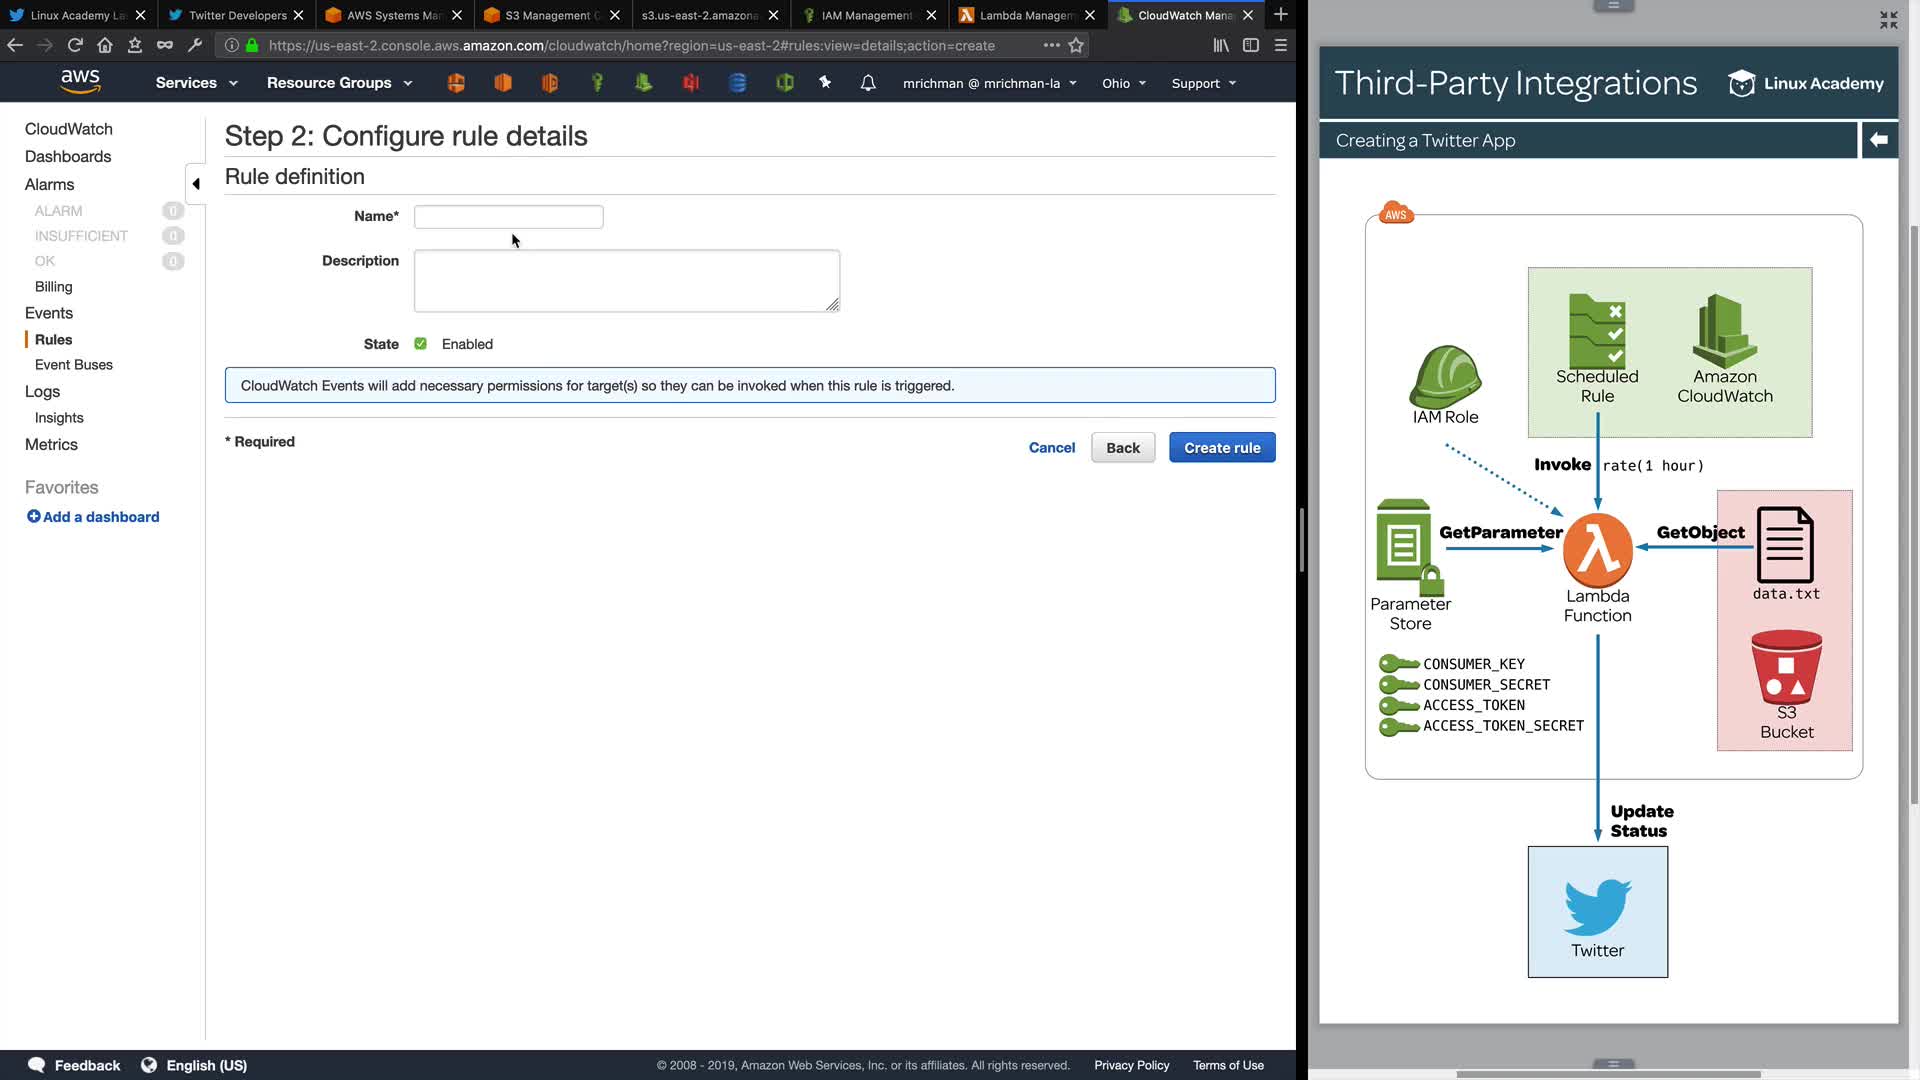 Linux Academy La
Twitter Developers
AWS Systems Man
S3 Management C
s3.us-east-2.amazona
IAM Management
Lambda Managem
CloudWatch Mana
https://us-east-2.console.aws.amazon.com/cloudwatch/home?region=us-east-2#rules:view=details;action=create
aws
Services
Resource Groups
mrichman @ mrichman-la
Ohio
Support
CloudWatch
Dashboards
Alarms
ALARM 0
INSUFFICIENT 0
OK 0
Billing
Events
Rules
Event Buses
Logs
Insights
Metrics
Favorites
Add a dashboard
Step 2: Configure rule details
Rule definition
Name*
Description
State Enabled
CloudWatch Events will add necessary permissions for target(s) so they can be invoked when this rule is triggered.
* Required
Cancel
Back
Create rule
Feedback
English (US)
© 2008 - 2019, Amazon Web Services, Inc. or its affiliates. All rights reserved.
Privacy Policy
Terms of Use
Third-Party Integrations
Linux Academy
Creating a Twitter App
AWS
Scheduled
Rule
Amazon
CloudWatch
IAM Role
Invoke rate(1 hour)
GetParameter
GetObject
data.txt
Lambda
Function
Parameter
Store
CONSUMER_KEY
CONSUMER_SECRET
ACCESS_TOKEN
ACCESS_TOKEN_SECRET
S3
Bucket
Update
Status
Twitter